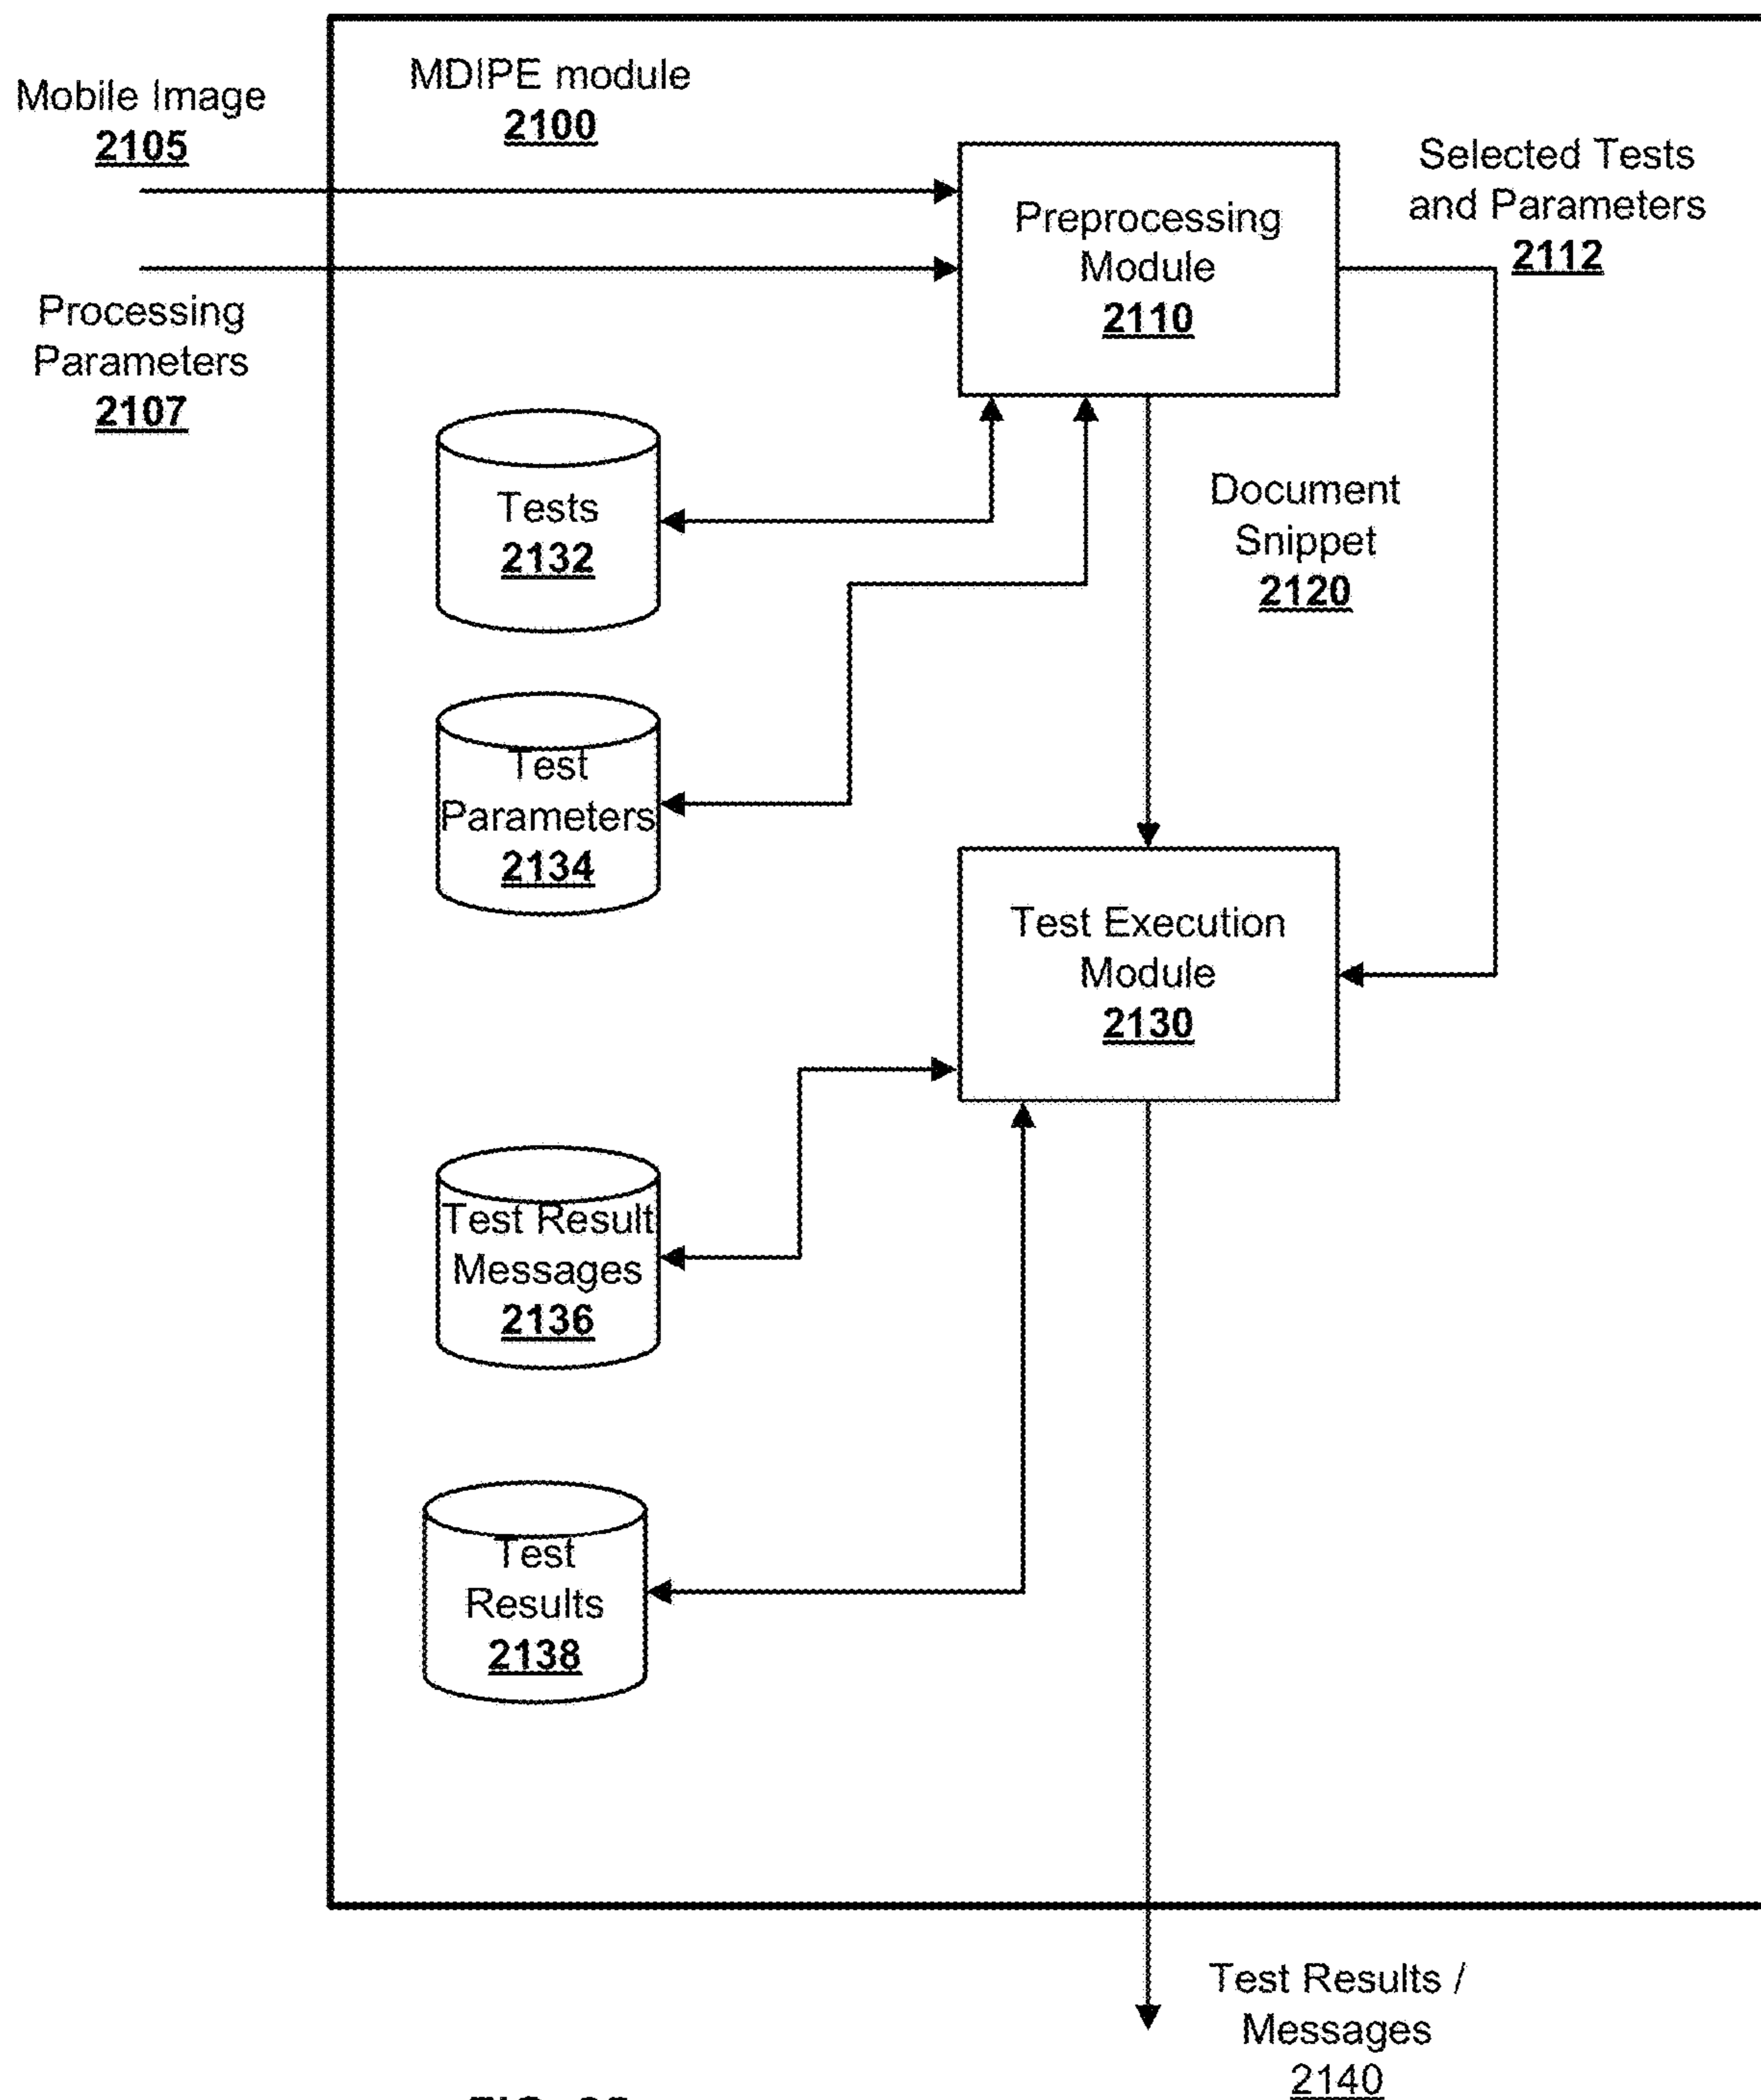 Mobile Image
2105
Processing
Parameters
2107
MDIPE module
2100
Preprocessing
Module
2110
Selected Tests
and Parameters
2112
Tests
2132
Document
Snippet
2120
Test
Parameters
2134
Test Execution
Module
2130
Test Result
Messages
2136
Test
Results
2138
Test Results /
Messages
2140